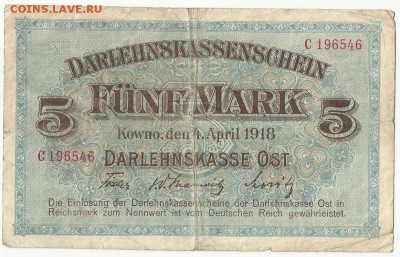 COINS.LAVE.RU
C 196546
DARLEHNSKASSENSCHEIN
5 FÜNF MARK 5
Kowno, den 4. April 1918
C 196546
DARLEHNSKASSE OST
Die Einlösung der Darlehnskassenscheine der Darlehnskasse Ost in
Reichsmark zum Nennwert ist vom Deutschen Reich gewährleistet.